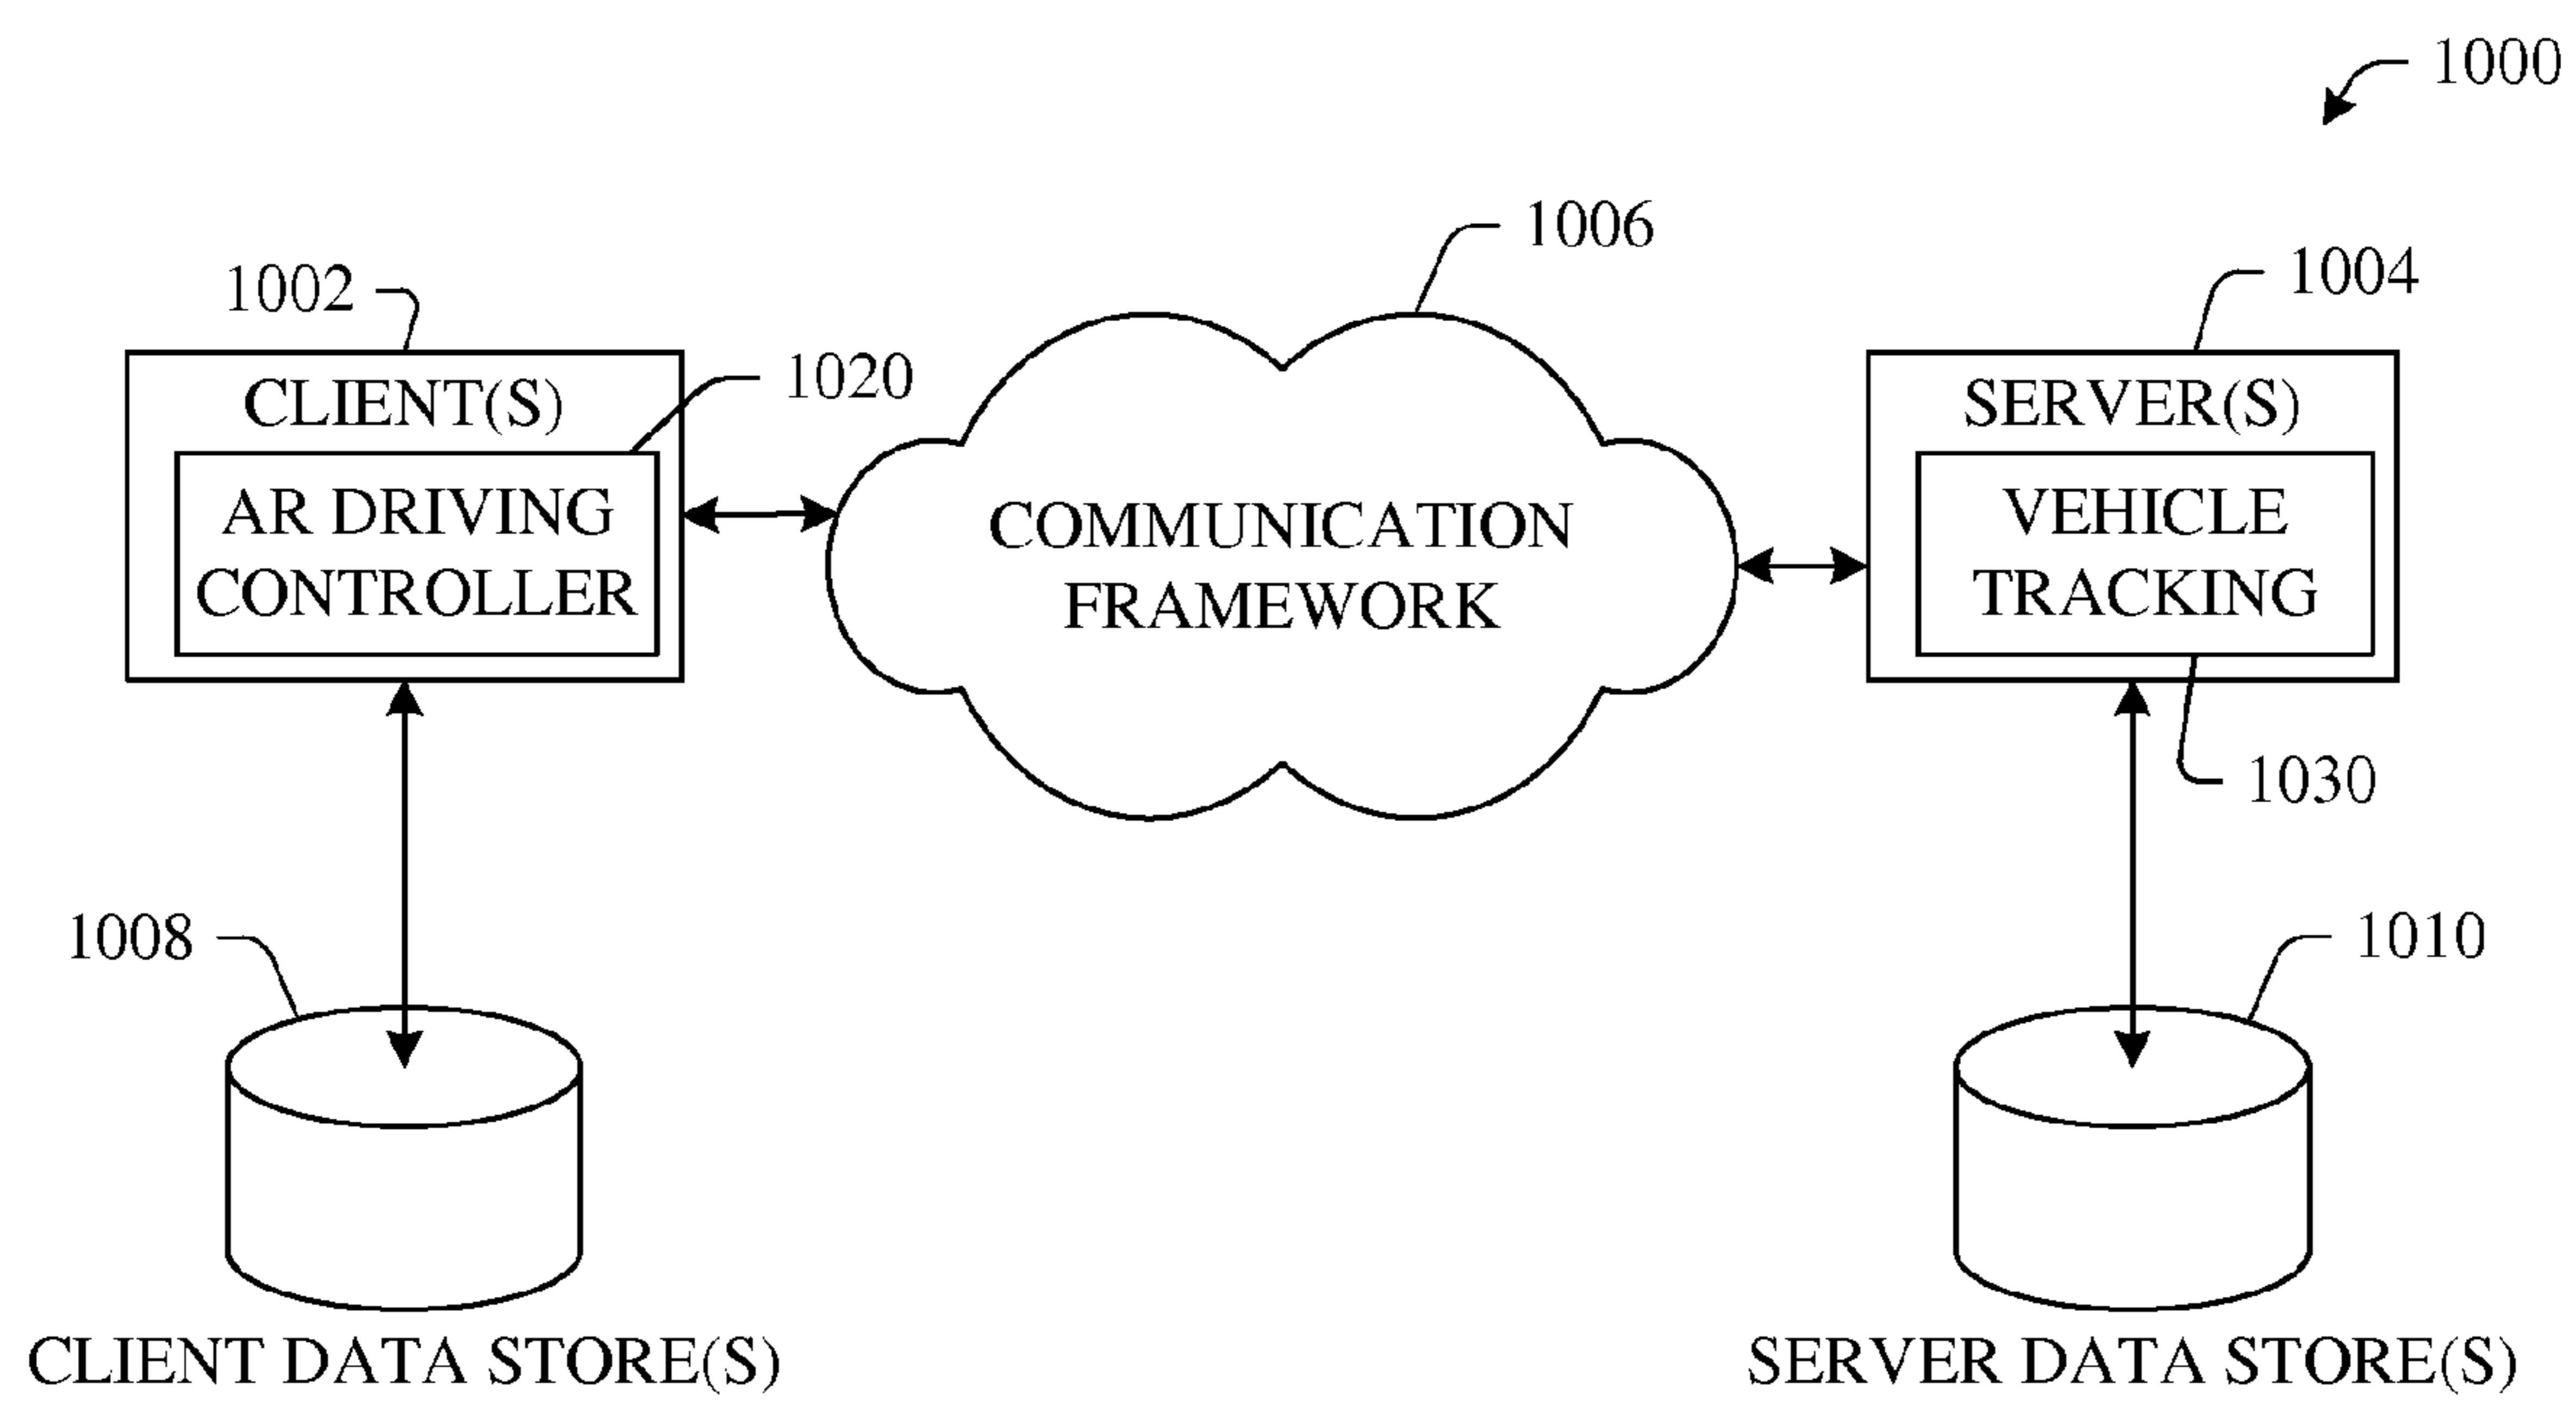 1000
1006
1004
1002
1020
CLIENT(S)
AR DRIVING
CONTROLLER
COMMUNICATION
FRAMEWORK
SERVER(S)
VEHICLE
TRACKING
1030
1008
1010
CLIENT DATA STORE(S)
SERVER DATA STORE(S)